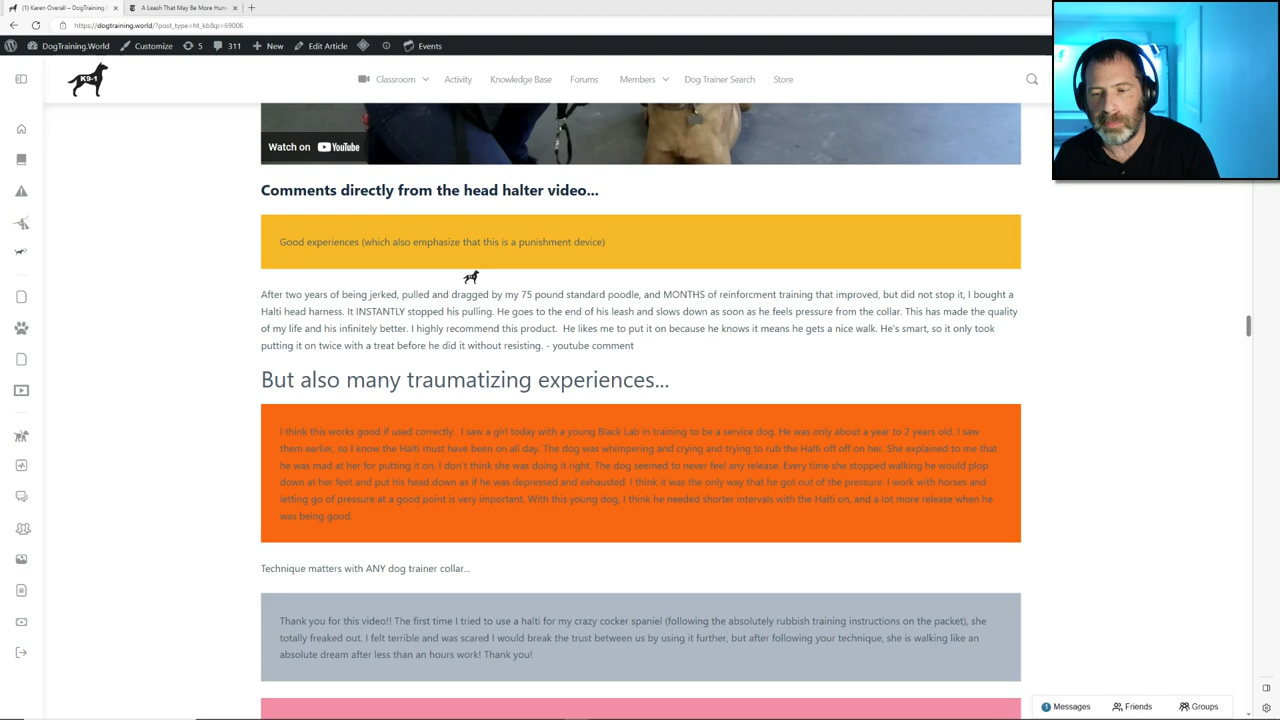 (1) Karen Overall – DogTraining.
A Leash That May Be More Hum
https://dogtraining.world/?post_type=ht_kb&p=69006
DogTraining.World Customize 5 311 New Edit Article Events
K9-1
Classroom Activity Knowledge Base Forums Members Dog Trainer Search Store
Watch on YouTube
Comments directly from the head halter video...
Good experiences (which also emphasize that this is a punishment device)
After two years of being jerked, pulled and dragged by my 75 pound standard poodle, and MONTHS of reinforcment training that improved, but did not stop it, I bought a
Halti head harness. It INSTANTLY stopped his pulling. He goes to the end of his leash and slows down as soon as he feels pressure from the collar. This has made the quality
of my life and his infinitely better. I highly recommend this product. He likes me to put it on because he knows it means he gets a nice walk. He's smart, so it only took
putting it on twice with a treat before he did it without resisting. - youtube comment
But also many traumatizing experiences...
I think this works good if used correctly. I saw a girl today with a young Black Lab in training to be a service dog. He was only about a year to 2 years old. I saw
them earlier, so I know the Halti must have been on all day. The dog was whimpering and crying and trying to rub the Halti off off on her. She explained to me that
he was mad at her for putting it on. I don't think she was doing it right. The dog seemed to never feel any release. Every time she stopped walking he would plop
down at her feet and put his head down as if he was depressed and exhausted. I think it was the only way that he got out of the pressure. I work with horses and
letting go of pressure at a good point is very important. With this young dog, I think he needed shorter intervals with the Halti on, and a lot more release when he
was being good.
Technique matters with ANY dog trainer collar...
Thank you for this video!! The first time I tried to use a halti for my crazy cocker spaniel (following the absolutely rubbish training instructions on the packet), she
totally freaked out. I felt terrible and was scared I would break the trust between us by using it further, but after following your technique, she is walking like an
absolute dream after less than an hours work! Thank you!
1 Messages Friends Groups